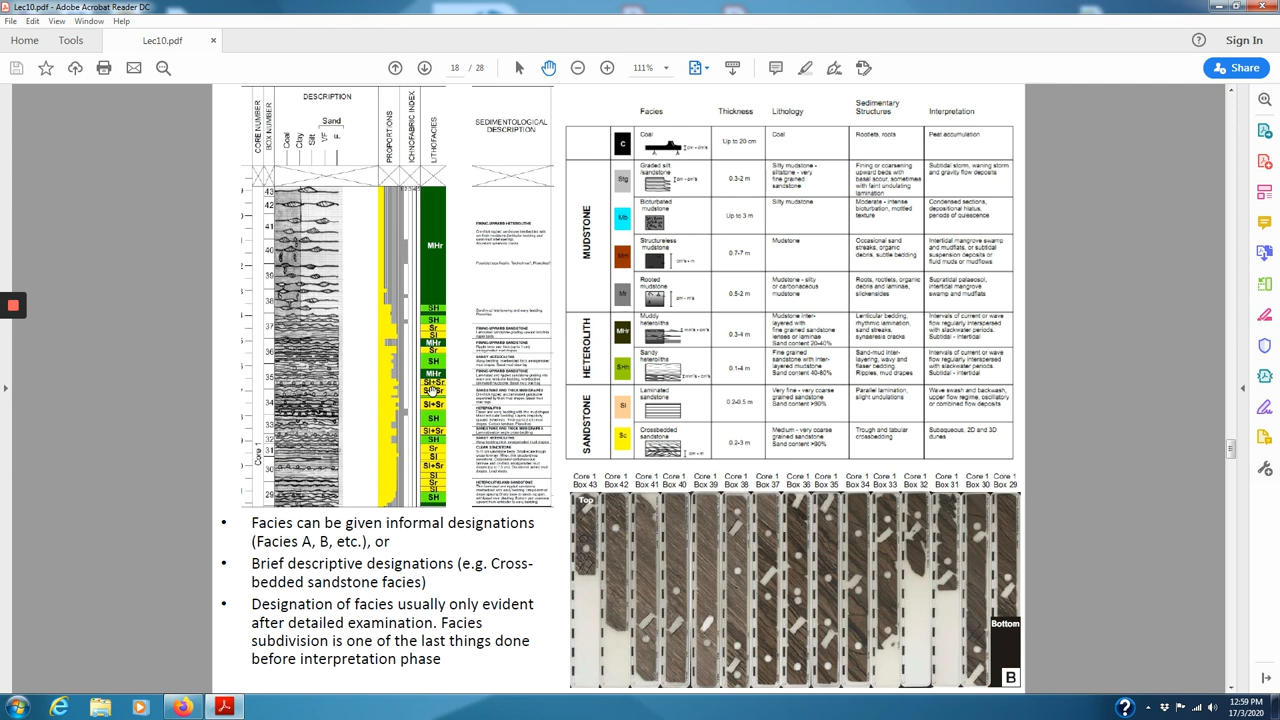 Lec10.pdf - Adobe Acrobat Reader DC
File Edit View Window Help
Home Tools Lec10.pdf × Sign In
18 / 28 111% Share
CORE NUMBER
DESCRIPTION
Sand
Coal
Clay
Silt
VF
F
PROPORTIONS
LITHOFACIES
SEDIMENTOLOGICAL
DESCRIPTION
MHr
SH
Sr
Sl
MHr
Sr
SH
MHr
Sl+Sr
Sl+Sr
SH
Sl+Sr
SH
Sr
Sl
Sl+Sr
Sl
Sr
Sl
SH
Facies Thickness Lithology Sedimentary
Structures Interpretation
MUDSTONE
HETEROLITH
SANDSTONE
C
Coal
Up to 20 cm
Coal
Rootlets, roots
Peat accumulation
Graded silt
/sandstone
0.3-2 m
Silty mudstone -
siltstone - very
fine grained
sandstone
Fining or coarsening
upward beds with
basal scour, sometimes
with faint undulating
lamination
Subtidal storm, waning storm
and gravity flow deposits
Mb
Bioturbated
mudstone
Up to 3 m
Silty mudstone
Moderate - intense
bioturbation, mottled
texture
Condensed sections,
depositional hiatus,
periods of quiescence
Structureless
mudstone
0.7-7 m
Mudstone
Occasional sand
streaks, organic
debris, subtle bedding
Intertidal mangrove swamp
and mudflats, or subtidal
suspension deposits or
fluid muds or mudflows
Rooted
mudstone
0.5-2 m
Mudstone - silty
or carbonaceous
mudstone
Roots, rootlets, organic
debris and laminae,
slickensides
Supratidal palaeosol,
intertidal mangrove
swamp and mudflats
MHr
Muddy
heteroliths
0.3-4 m
Mudstone inter-
layered with
fine grained sandstone
lenses or laminae
Sand content 20-40%
Lenticular bedding,
rhythmic lamination,
sand streaks,
synaeresis cracks
Intervals of current or wave
flow regularly interspersed
with slackwater periods.
Subtidal - intertidal
Sandy
heteroliths
0.1-4 m
Fine grained
sandstone with inter-
layered mudstone
Sand content 40-80%
Sand-mud inter-
layering, wavy and
flaser bedding
Ripples, mud drapes
Intervals of current or wave
flow regularly interspersed
with slackwater periods.
Subtidal - intertidal
Sl
Laminated
sandstone
0.2-0.5 m
Very fine - very coarse
grained sandstone
Sand content >90%
Parallel lamination,
slight undulations
Wave swash and backwash,
upper flow regime, oscillatory
or combined flow deposits
Sc
Crossbedded
sandstone
0.2-3 m
Medium - very coarse
grained sandstone
Sand content >90%
Trough and tabular
crossbedding
Subaqueous, 2D and 3D
dunes
Core 1 Core 1 Core 1 Core 1 Core 1 Core 1 Core 1 Core 1 Core 1 Core 1 Core 1 Core 1 Core 1 Core 1 Core 1
Box 43 Box 42 Box 41 Box 40 Box 39 Box 38 Box 37 Box 36 Box 35 Box 34 Box 33 Box 32 Box 31 Box 30 Box 29
Top
Bottom
B
• Facies can be given informal designations
(Facies A, B, etc.), or
• Brief descriptive designations (e.g. Cross-
bedded sandstone facies)
• Designation of facies usually only evident
after detailed examination. Facies
subdivision is one of the last things done
before interpretation phase
12:59 PM
17/3/2020